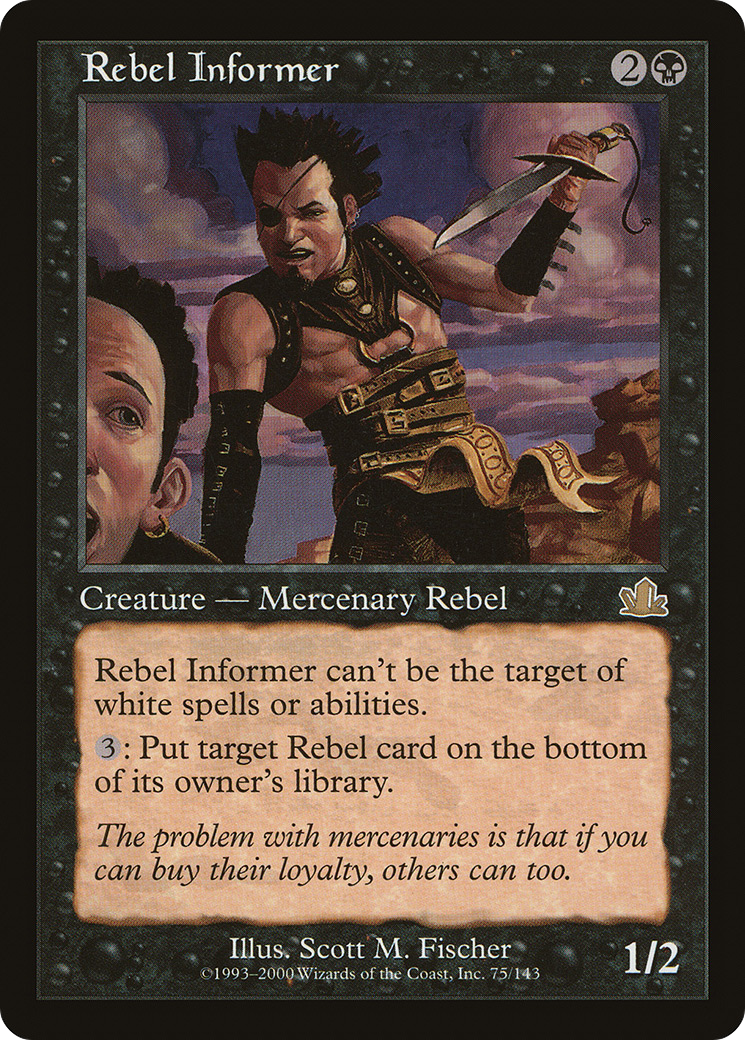 Rebel Informer 2
Creature — Mercenary Rebel
Rebel Informer can't be the target of
white spells or abilities.
3: Put target Rebel card on the bottom
of its owner's library.
The problem with mercenaries is that if you
can buy their loyalty, others can too.
Illus. Scott M. Fischer
©1993–2000 Wizards of the Coast, Inc. 75/143
1/2